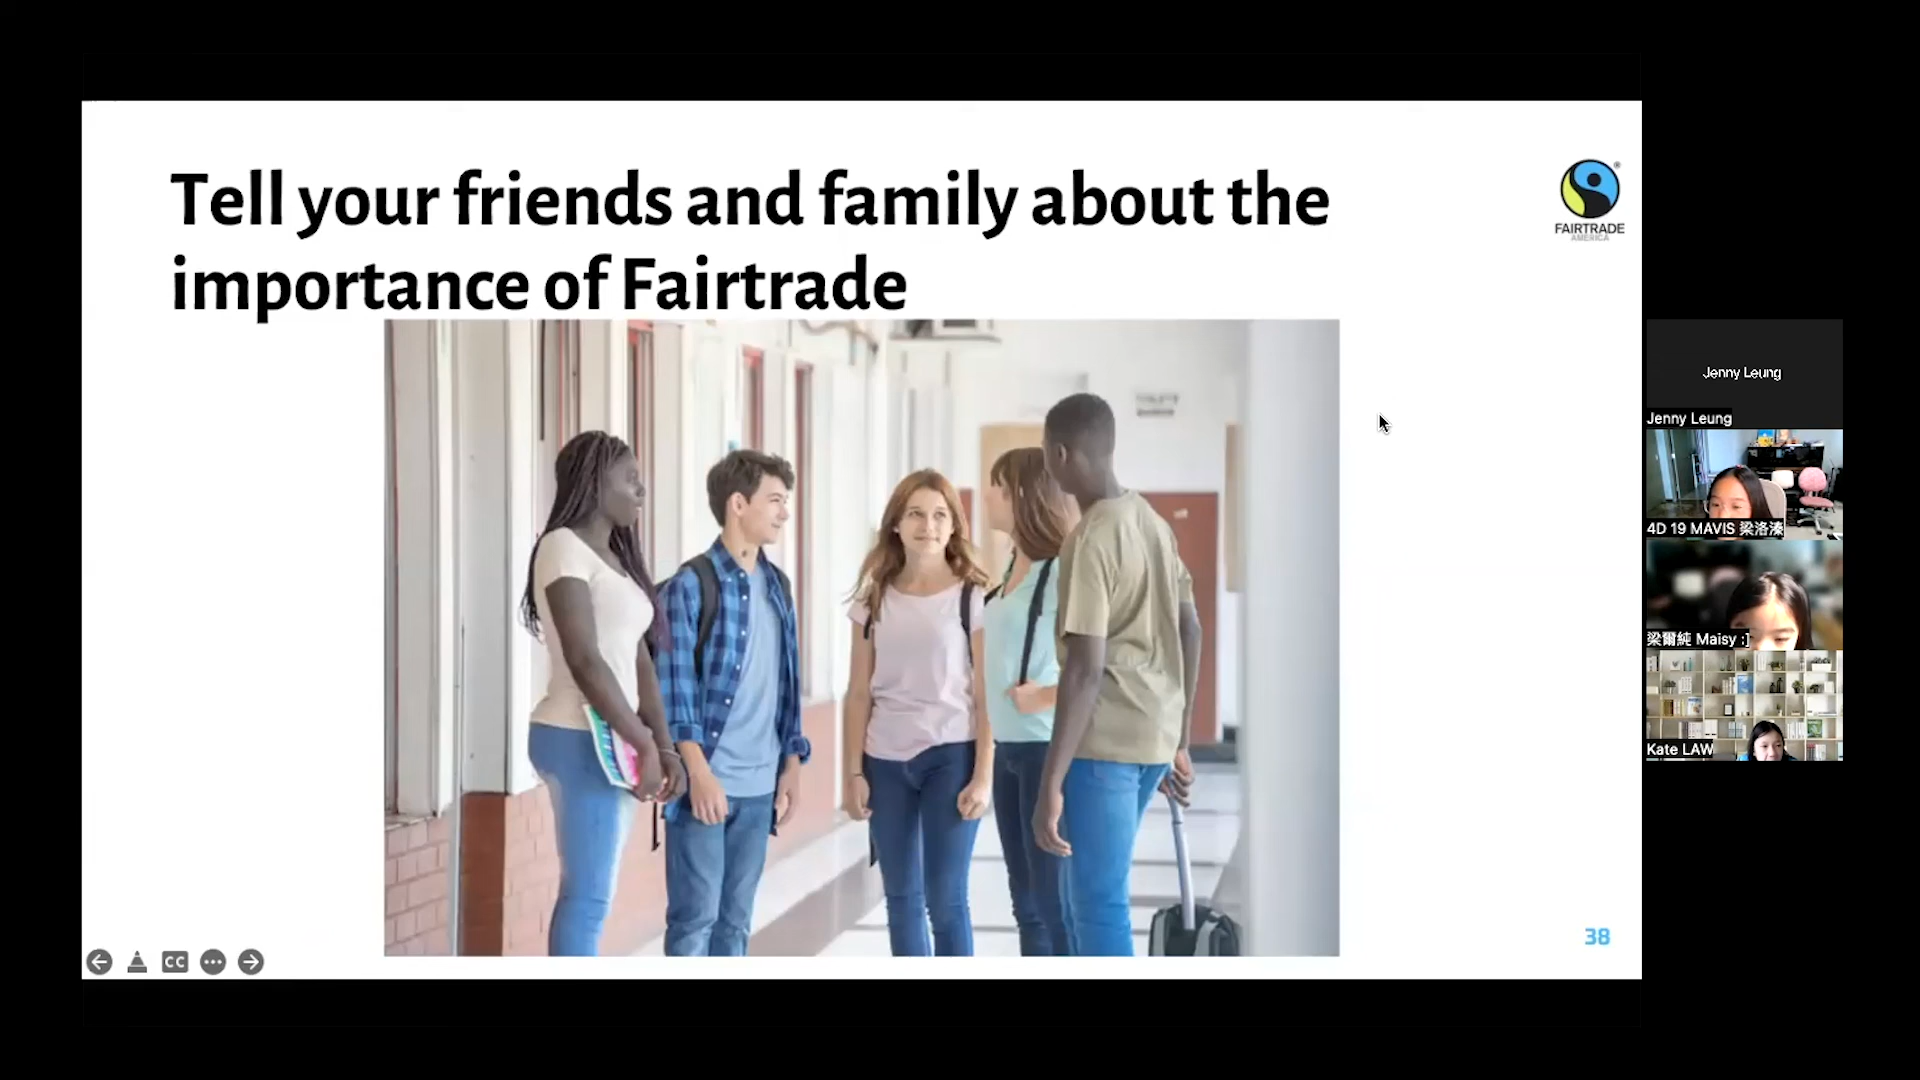 Tell your friends and family about the
importance of Fairtrade
FAIRTRADE
AMERICA
Jenny Leung
Jenny Leung
4D 19 MAVIS 梁洛溱
梁爾純 Maisy :]
Kate LAW
38
CC